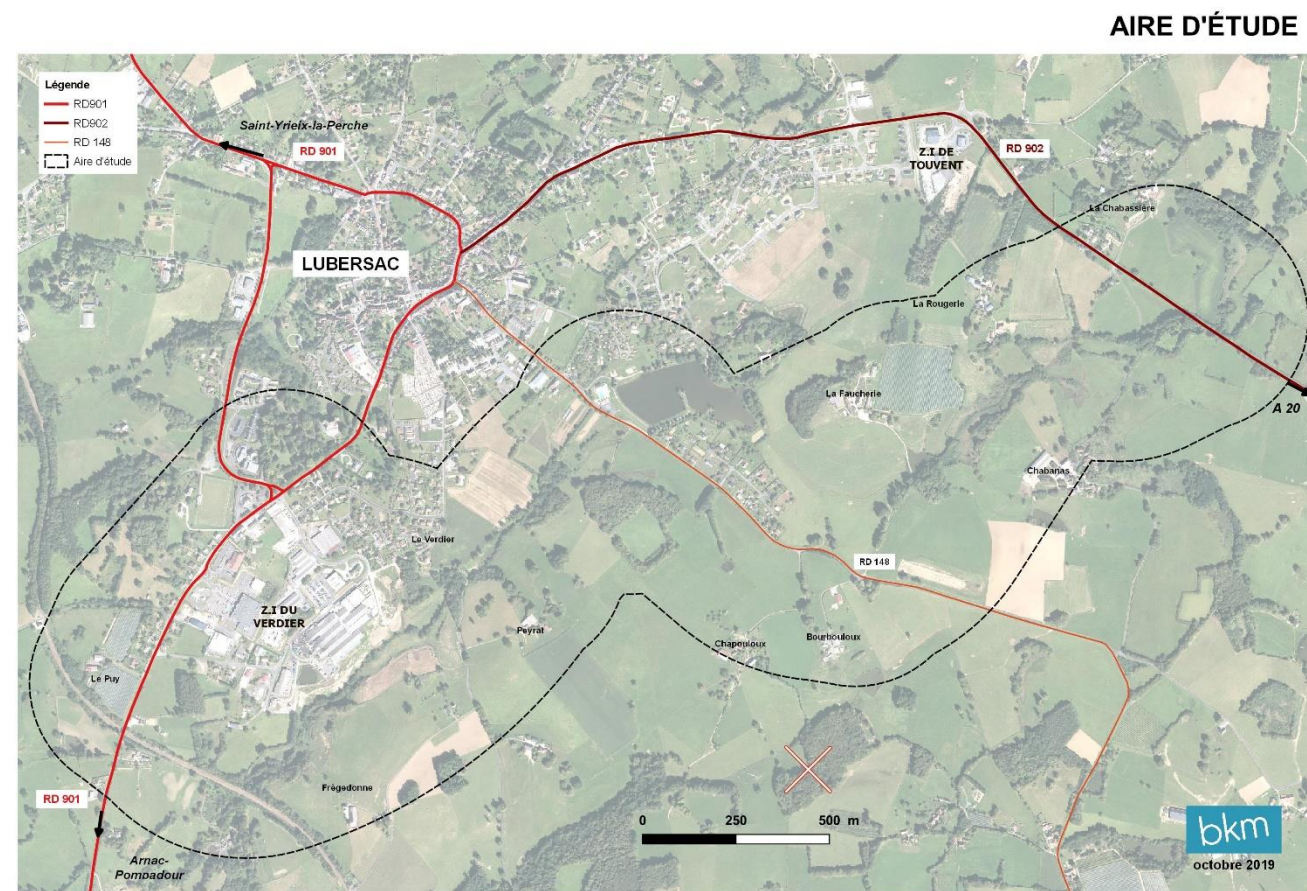 AIRE D'ÉTUDE
Légende
RD901
RD902
RD 148
Aire d'étude
Saint-Yrieix-la-Perche
RD 901
Z.I DE
TOUVENT
RD 902
La Chabassière
LUBERSAC
La Rougerie
La Faucherie
A 20
Chabanas
Le Verdier
RD 148
Z.I DU
VERDIER
Peyrat
Chapouloux
Bourbouloux
Le Puy
Frégedonne
RD 901
Arnac-
Pompadour
0 250 500 m
bkm
octobre 2019